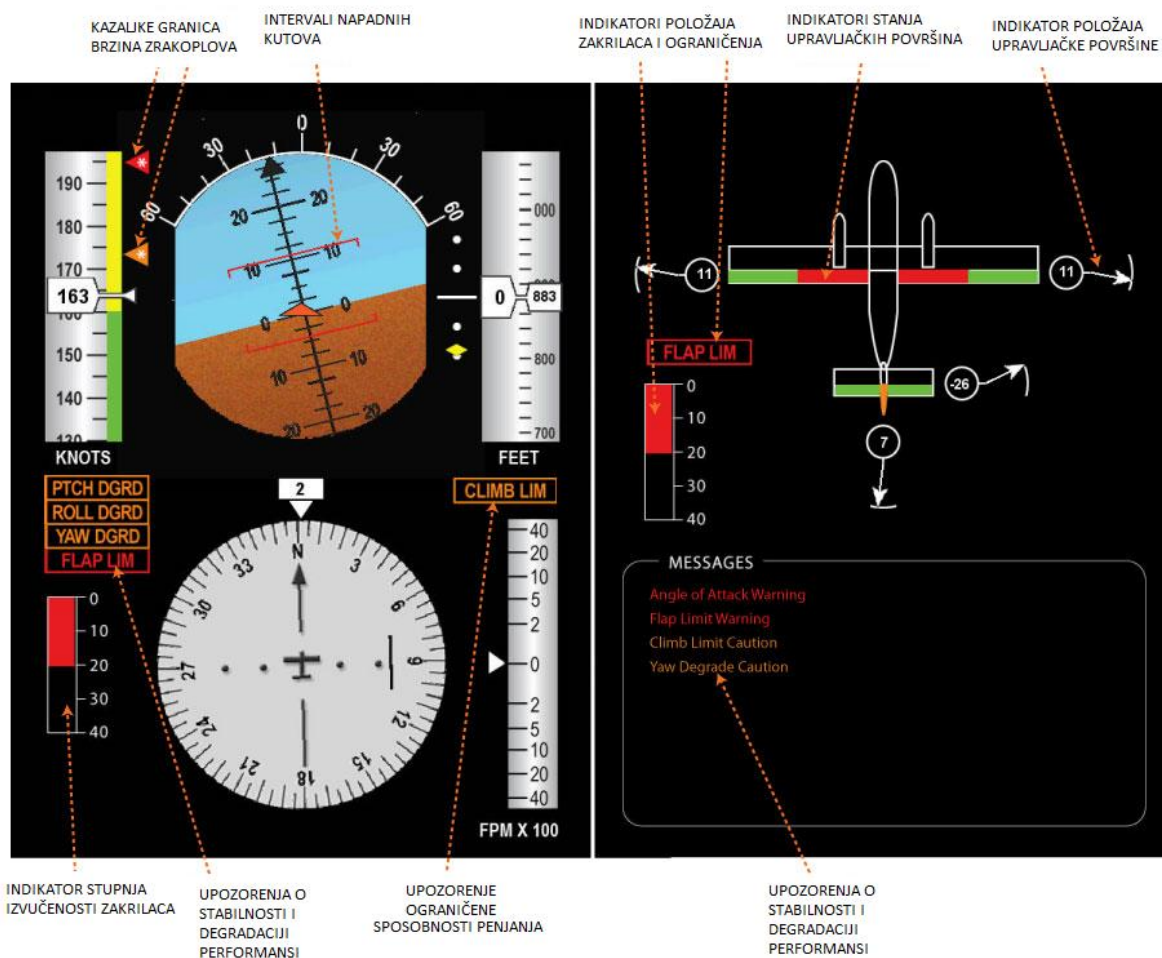 KAZALJKE GRANICA
BRZINA ZRAKOPLOVA
INTERVALI NAPADNIH
KUTOVA
INDIKATORI POLOŽAJA
ZAKRILACA I OGRANIČENJA
INDIKATORI STANJA
UPRAVLJAČKIH POVRŠINA
INDIKATOR POLOŽAJA
UPRAVLJAČKE POVRŠINE
190
180
170
163
150
140
130
KNOTS
60
30
0
30
60
20
20
10
10
0
0
10
10
20
20
000
900
0
883
800
700
FEET
PTCH DGRD
ROLL DGRD
YAW DGRD
FLAP LIM
0
10
20
30
40
2
N
3
6
9
12
15
18
21
24
27
30
33
CLIMB LIM
40
20
10
5
2
0
2
5
10
20
40
FPM X 100
11
11
FLAP LIM
0
10
20
30
40
-26
7
MESSAGES
Angle of Attack Warning
Flap Limit Warning
Climb Limit Caution
Yaw Degrade Caution
INDIKATOR STUPNJA
IZVUČENOSTI ZAKRILACA
UPOZORENJA O
STABILNOSTI I
DEGRADACIJI
PERFORMANSI
UPOZORENJE
OGRANIČENE
SPOSOBNOSTI PENJANJA
UPOZORENJA O
STABILNOSTI I
DEGRADACIJI
PERFORMANSI